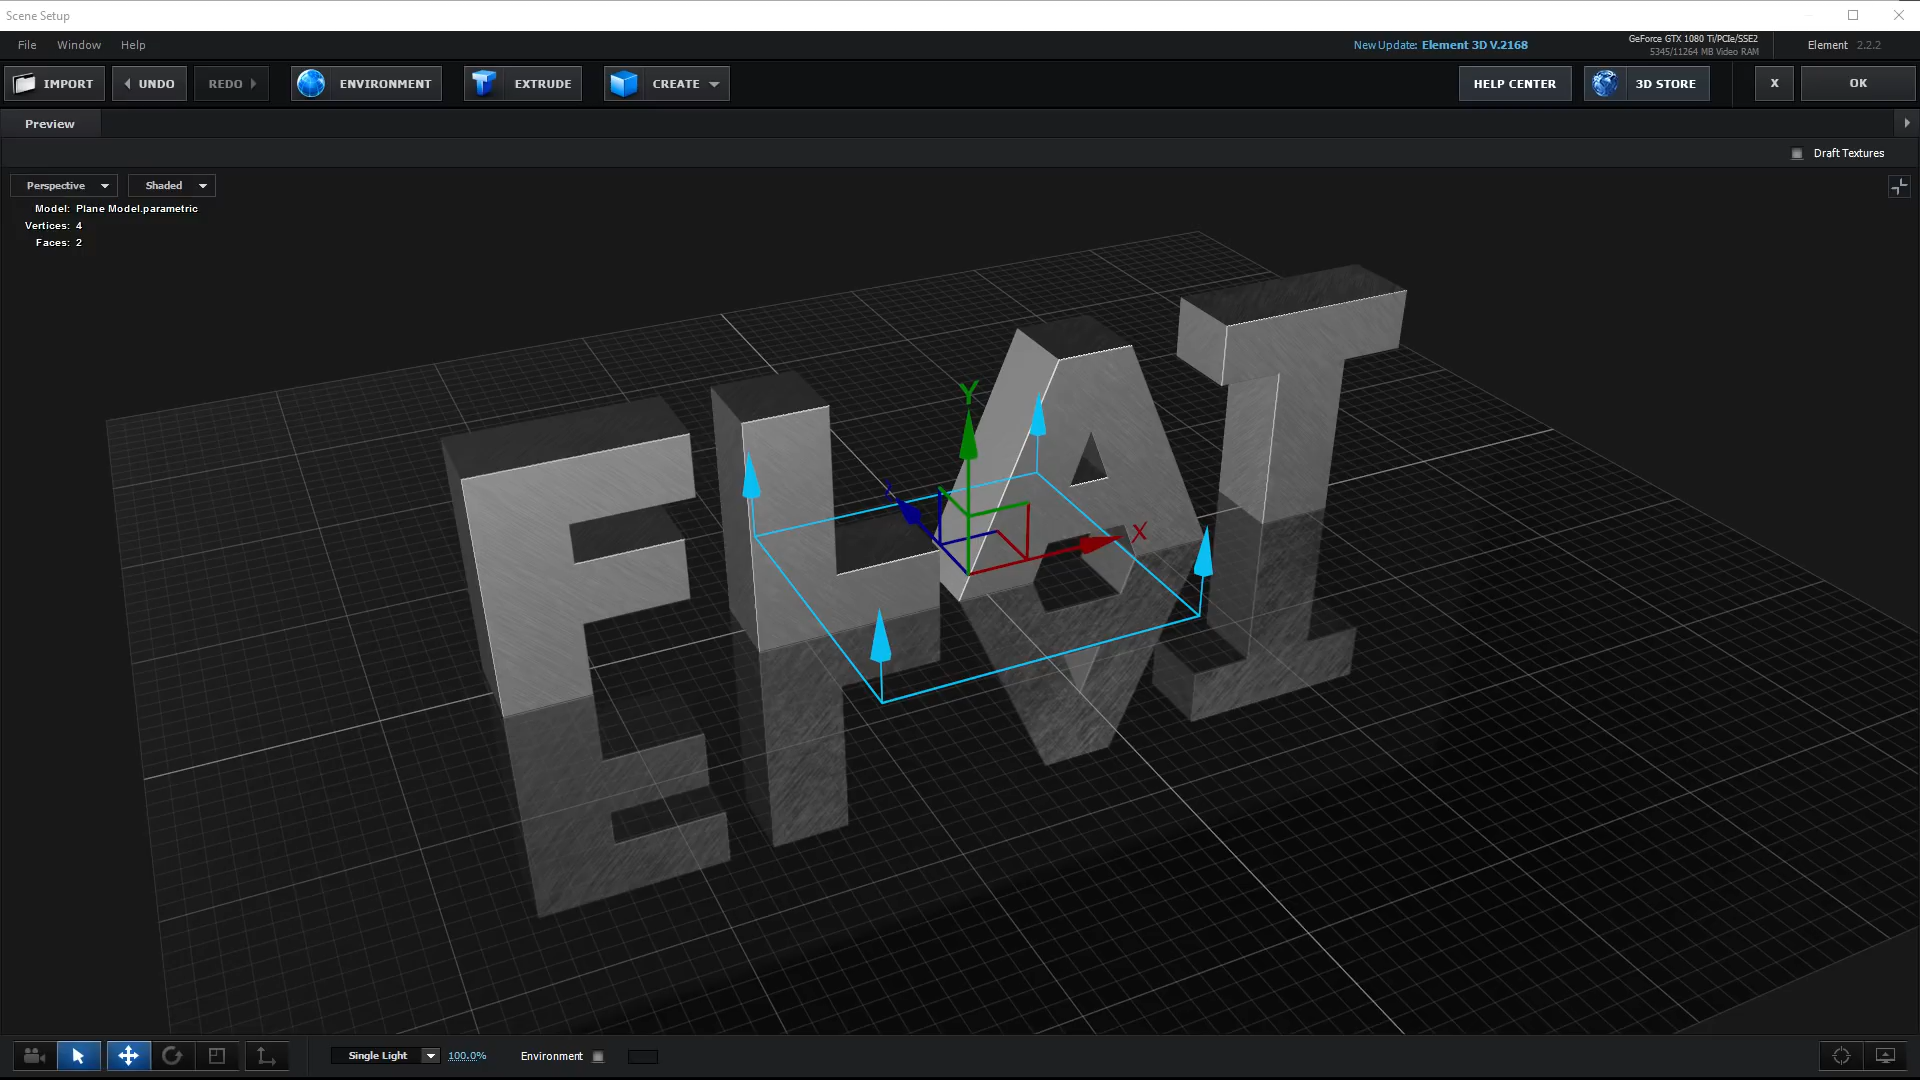 Scene Setup
File Window Help
New Update: Element 3D V.2168
GeForce GTX 1080 Ti/PCIe/SSE2
5345/11264 MB Video RAM
Element 2.2.2
IMPORT UNDO REDO ENVIRONMENT EXTRUDE CREATE HELP CENTER 3D STORE X OK
Preview
Draft Textures
Perspective Shaded
Model: Plane Model.parametric
Vertices: 4
Faces: 2
Y
X
Single Light 100.0% Environment